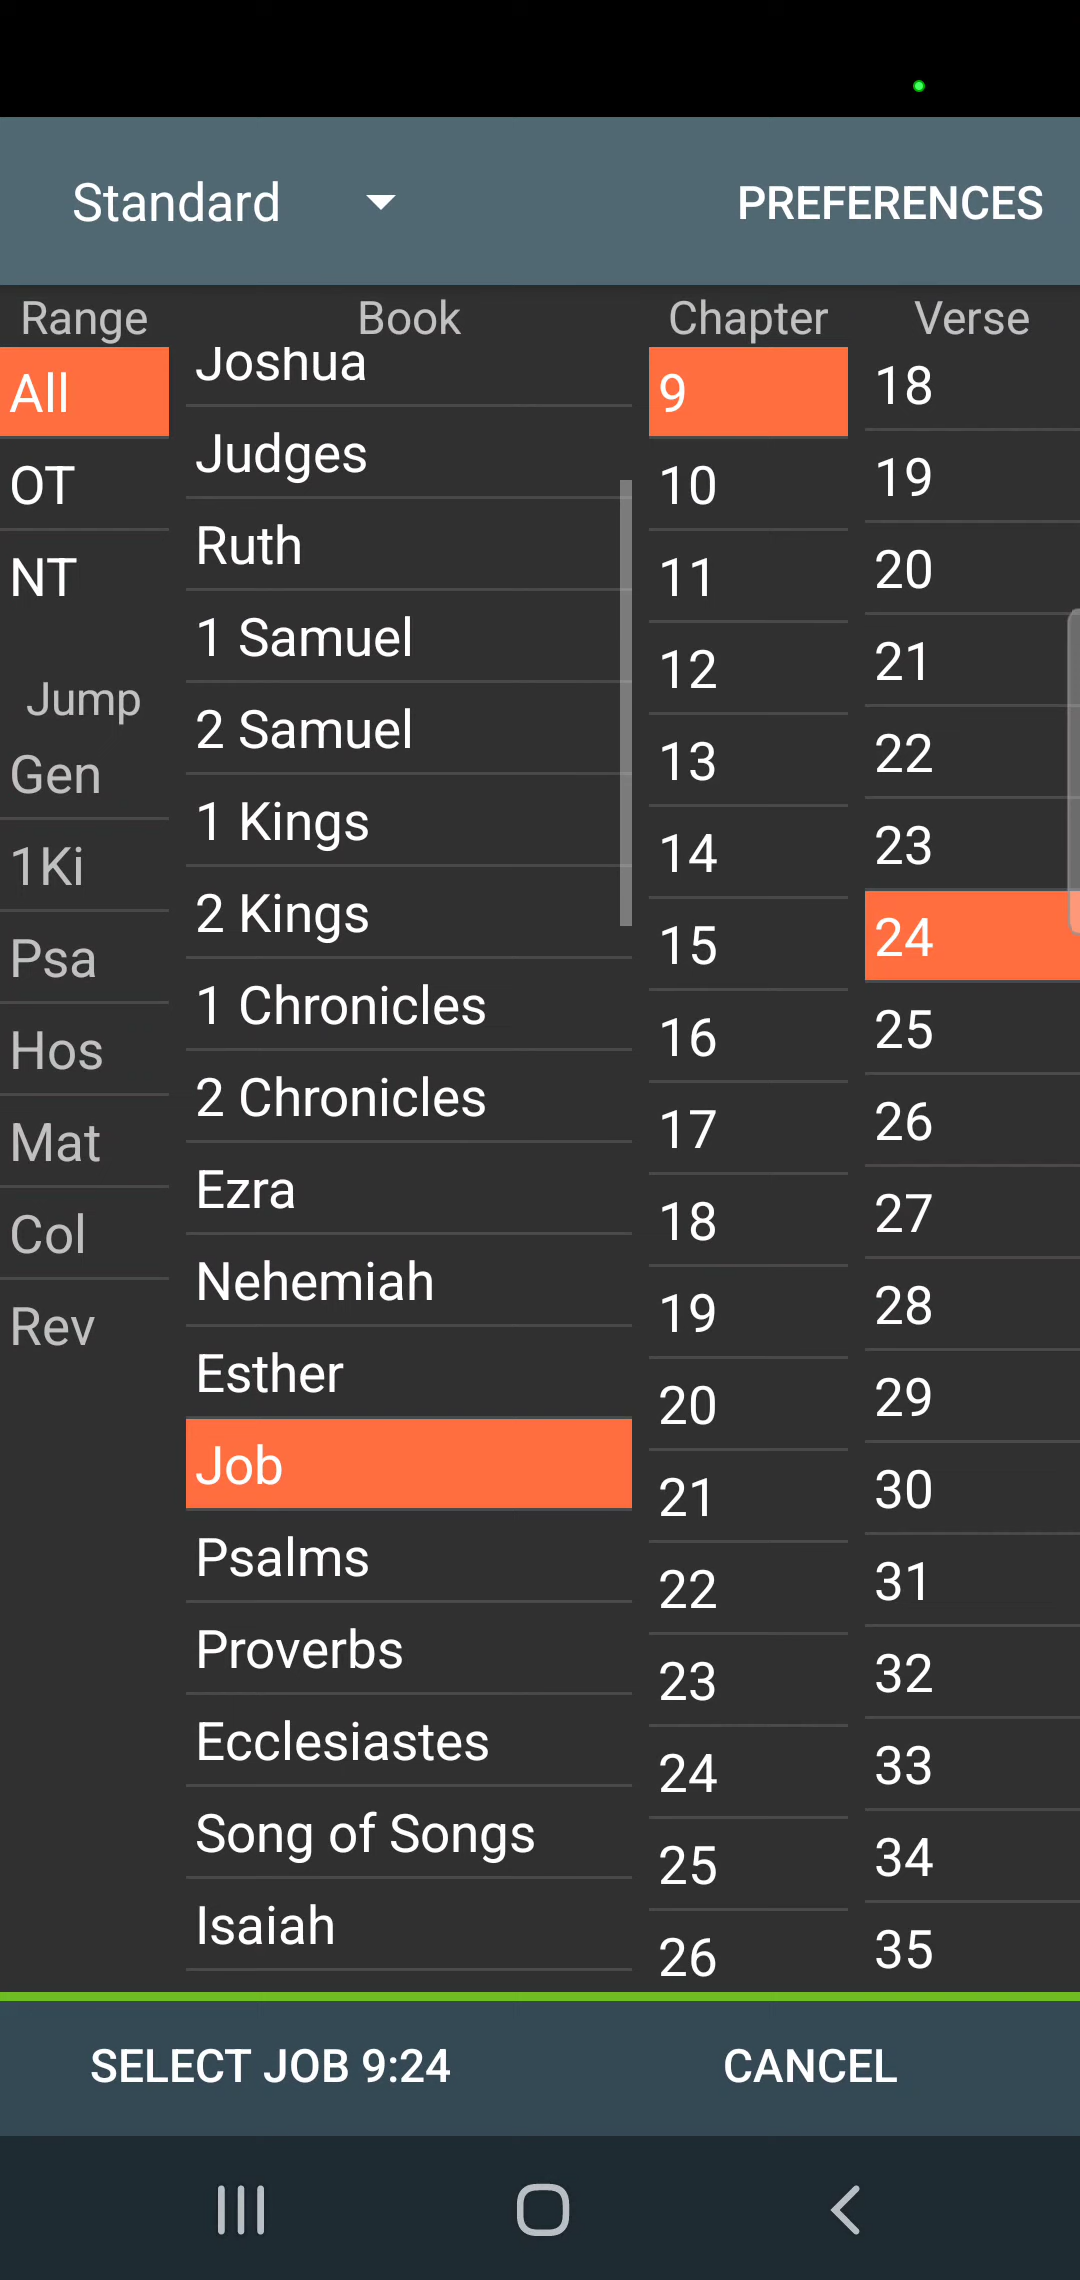 Standard
PREFERENCES
Range
Book
Chapter
Verse
All
OT
NT
Jump
Gen
1Ki
Psa
Hos
Mat
Col
Rev
Joshua
Judges
Ruth
1 Samuel
2 Samuel
1 Kings
2 Kings
1 Chronicles
2 Chronicles
Ezra
Nehemiah
Esther
Job
Psalms
Proverbs
Ecclesiastes
Song of Songs
Isaiah
9
10
11
12
13
14
15
16
17
18
19
20
21
22
23
24
25
26
18
19
20
21
22
23
24
25
26
27
28
29
30
31
32
33
34
35
SELECT JOB 9:24
CANCEL